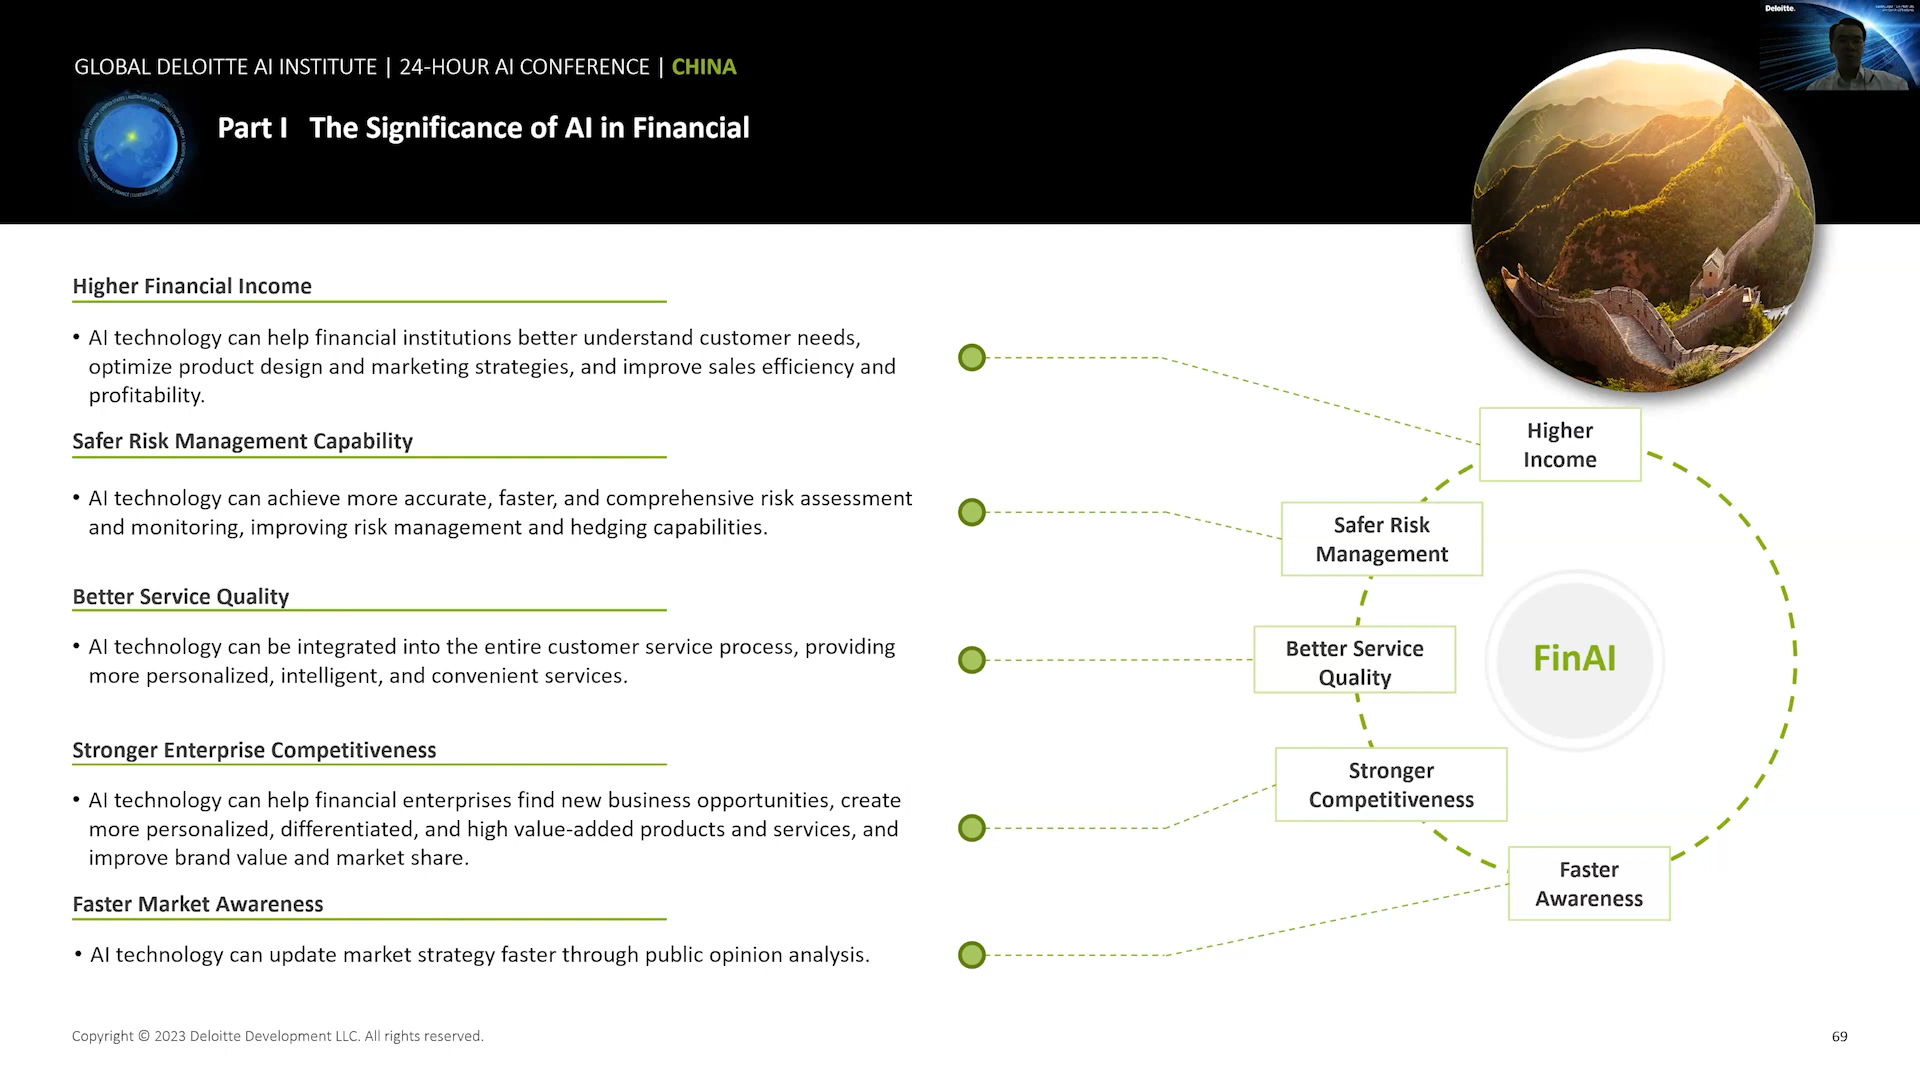 GLOBAL DELOITTE AI INSTITUTE | 24-HOUR AI CONFERENCE | CHINA
Part I The Significance of AI in Financial
Deloitte.
Higher Financial Income
• AI technology can help financial institutions better understand customer needs,
optimize product design and marketing strategies, and improve sales efficiency and
profitability.
Safer Risk Management Capability
• AI technology can achieve more accurate, faster, and comprehensive risk assessment
and monitoring, improving risk management and hedging capabilities.
Better Service Quality
• AI technology can be integrated into the entire customer service process, providing
more personalized, intelligent, and convenient services.
Stronger Enterprise Competitiveness
• AI technology can help financial enterprises find new business opportunities, create
more personalized, differentiated, and high value-added products and services, and
improve brand value and market share.
Faster Market Awareness
• AI technology can update market strategy faster through public opinion analysis.
Higher
Income
Safer Risk
Management
Better Service
Quality
Stronger
Competitiveness
Faster
Awareness
FinAI
Copyright © 2023 Deloitte Development LLC. All rights reserved.
69